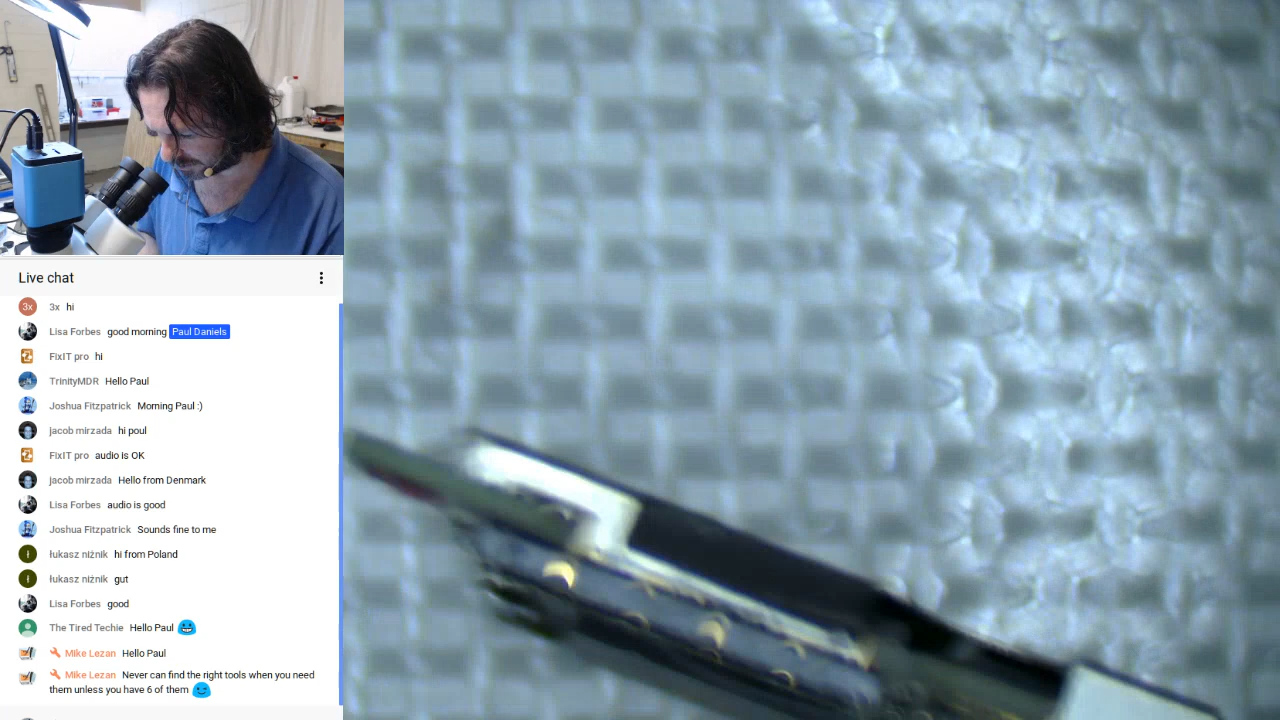 Live chat
3x 3x hi
Lisa Forbes good morning Paul Daniels
FixIT pro hi
TrinityMDR Hello Paul
Joshua Fitzpatrick Morning Paul :)
jacob mirzada hi poul
FixIT pro audio is OK
jacob mirzada Hello from Denmark
Lisa Forbes audio is good
Joshua Fitzpatrick Sounds fine to me
ł łukasz niżnik hi from Poland
ł łukasz niżnik gut
Lisa Forbes good
The Tired Techie Hello Paul
Mike Lezan Hello Paul
Mike Lezan Never can find the right tools when you need
them unless you have 6 of them